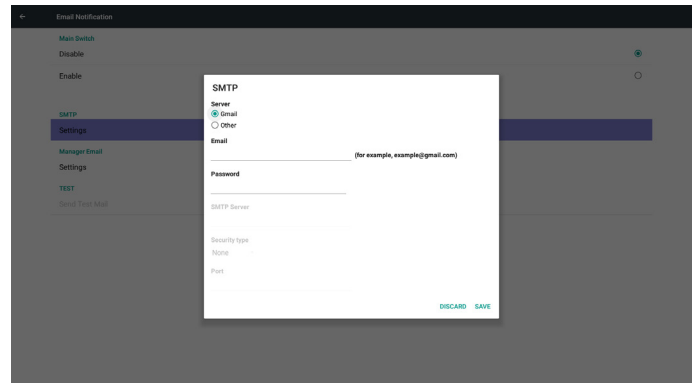 Email Notification
Main Switch
Disable
Enable
SMTP
Settings
Manager Email
Settings
TEST
Send Test Mail
SMTP
Server
Gmail
Other
Email
(for example, example@gmail.com)
Password
SMTP Server
Security type
None
Port
DISCARD SAVE